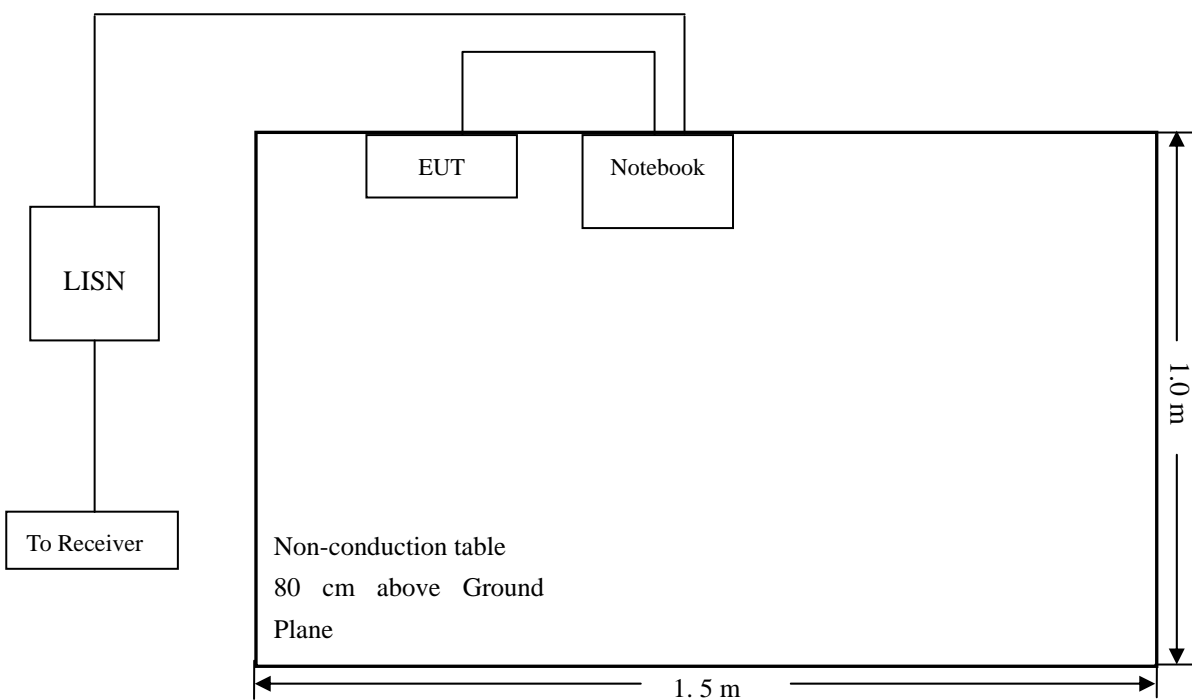 EUT
Notebook
LISN
1.0 m
To Receiver
Non-conduction table
80 cm above Ground
Plane
1. 5 m